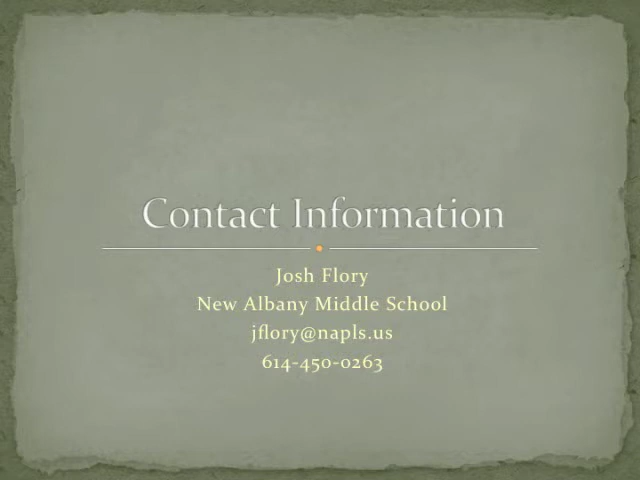 Contact Information
Josh Flory
New Albany Middle School
jflory@napls.us
614-450-0263